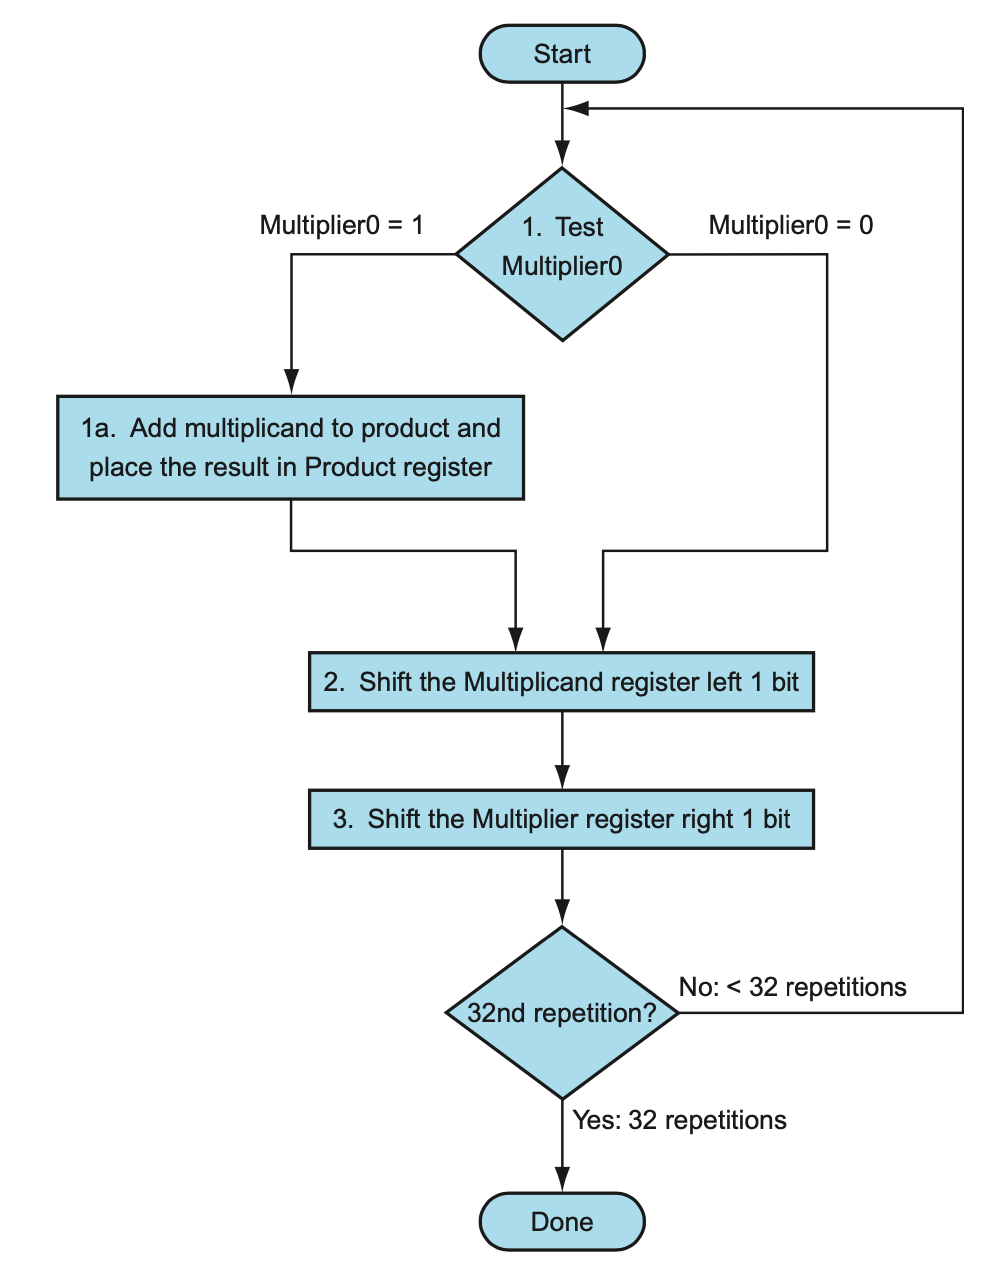 Start
Multiplier0 = 1
1. Test
Multiplier0
Multiplier0 = 0
1a. Add multiplicand to product and
place the result in Product register
2. Shift the Multiplicand register left 1 bit
3. Shift the Multiplier register right 1 bit
32nd repetition?
No: < 32 repetitions
Yes: 32 repetitions
Done